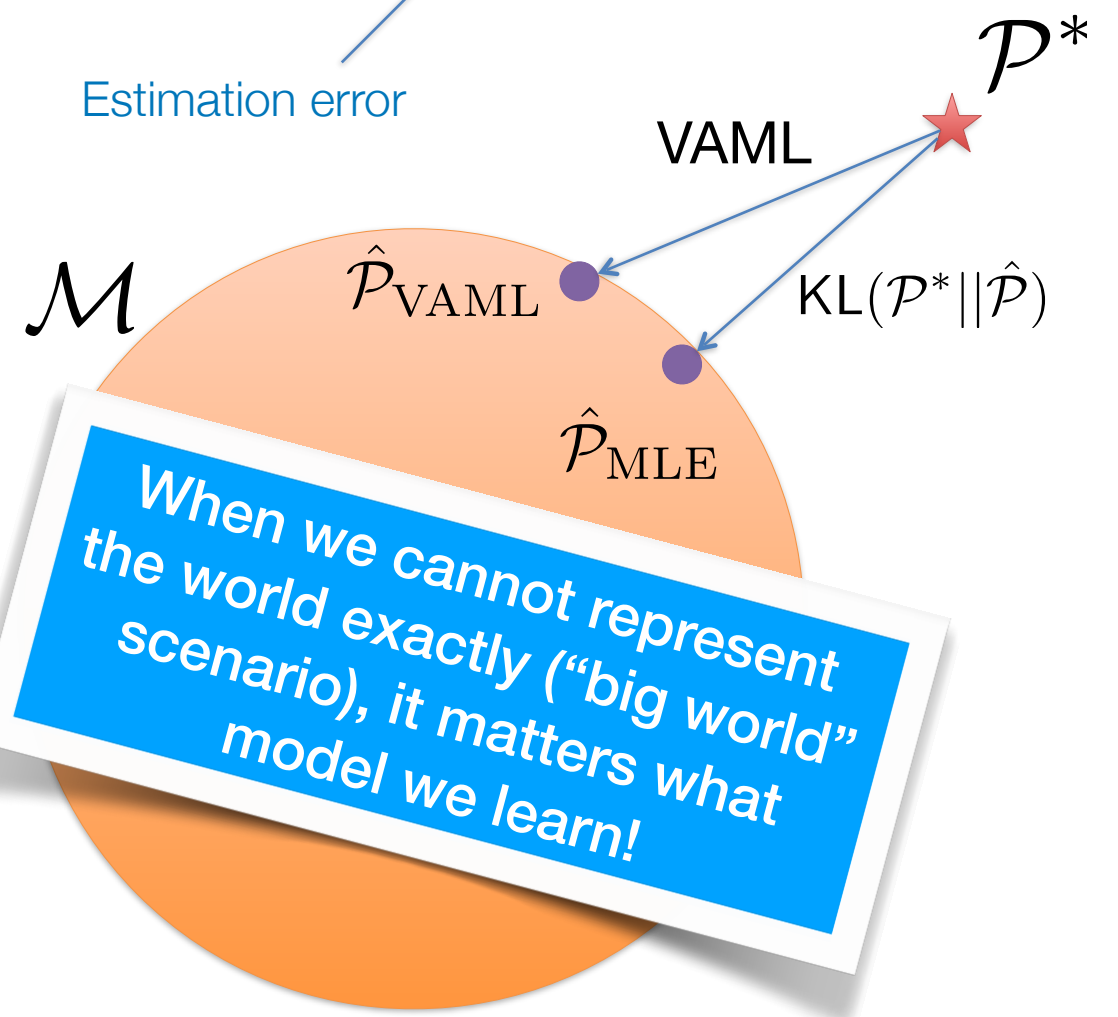 𝒫*
Estimation error
VAML
ℳ
𝒫̂_VAML
KL(𝒫*||𝒫̂)
𝒫̂_MLE
When we cannot represent
the world exactly (“big world”
scenario), it matters what
model we learn!